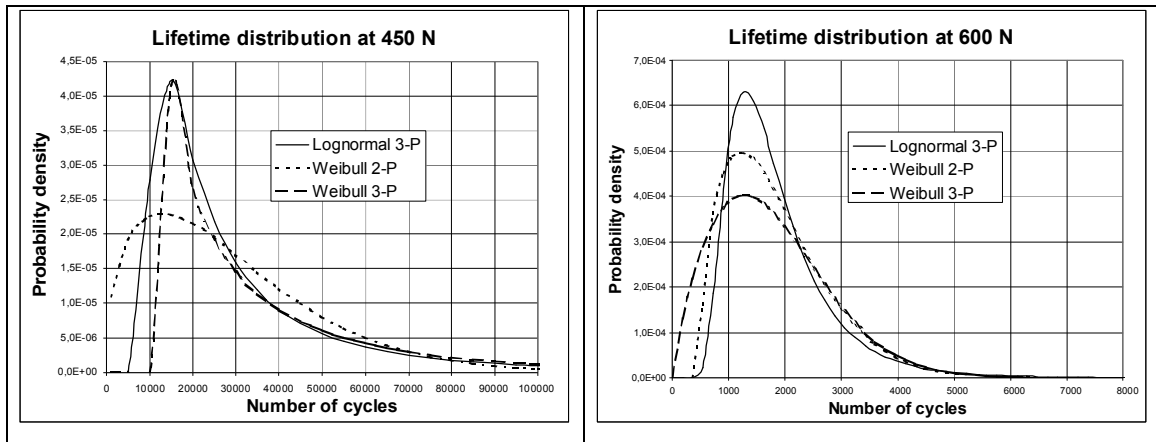 Lifetime distribution at 450 N
4,5E-05
4,0E-05
3,5E-05
3,0E-05
2,5E-05
2,0E-05
1,5E-05
1,0E-05
5,0E-06
0,0E+00
Probability density
Lognormal 3-P
Weibull 2-P
Weibull 3-P
0 10000 20000 30000 40000 50000 60000 70000 80000 90000 100000
Number of cycles
Lifetime distribution at 600 N
7,0E-04
6,0E-04
5,0E-04
4,0E-04
3,0E-04
2,0E-04
1,0E-04
0,0E+00
Probability density
Lognormal 3-P
Weibull 2-P
Weibull 3-P
0 1000 2000 3000 4000 5000 6000 7000 8000
Number of cycles